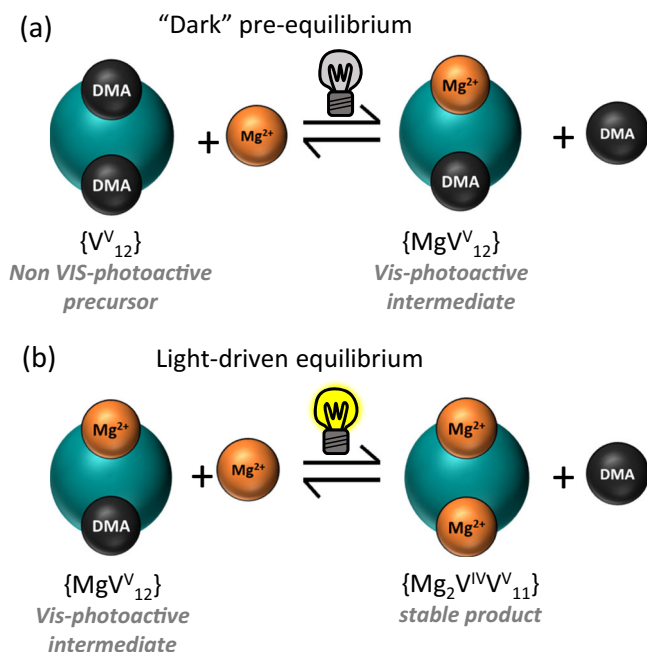 (a) “Dark” pre-equilibrium
DMA
Mg²⁺
DMA
+
Mg²⁺
+
DMA
DMA
{Vⱽ₁₂}
{MgVⱽ₁₂}
Non VIS-photoactive
precursor
Vis-photoactive
intermediate
(b) Light-driven equilibrium
Mg²⁺
Mg²⁺
+
Mg²⁺
+
DMA
DMA
Mg²⁺
{MgVⱽ₁₂}
{Mg₂VᴵⱽVⱽ₁₁}
Vis-photoactive
intermediate
stable product